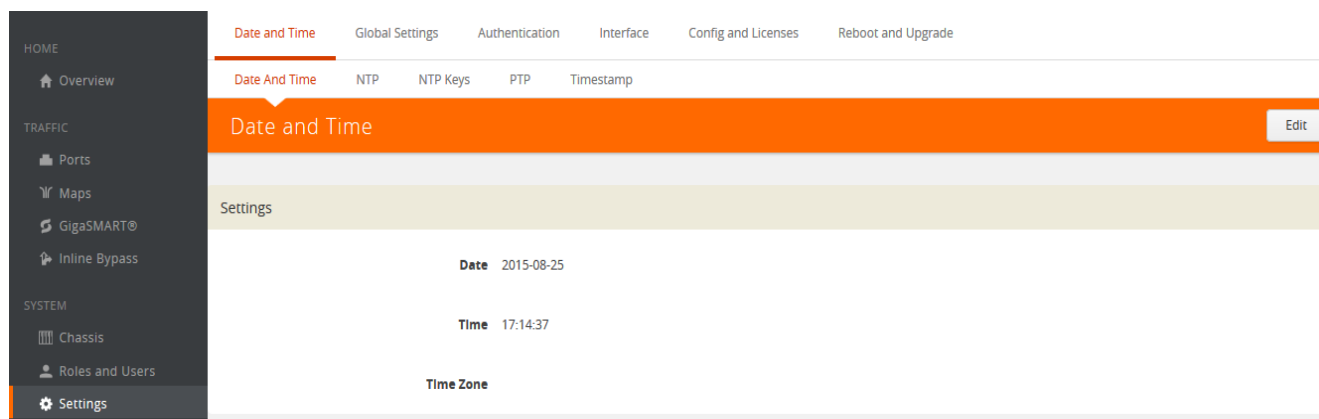 HOME
Overview
TRAFFIC
Ports
Maps
GigaSMART®
Inline Bypass
SYSTEM
Chassis
Roles and Users
Settings
Date and Time Global Settings Authentication Interface Config and Licenses Reboot and Upgrade
Date And Time NTP NTP Keys PTP Timestamp
Date and Time Edit
Settings
Date 2015-08-25
Time 17:14:37
Time Zone